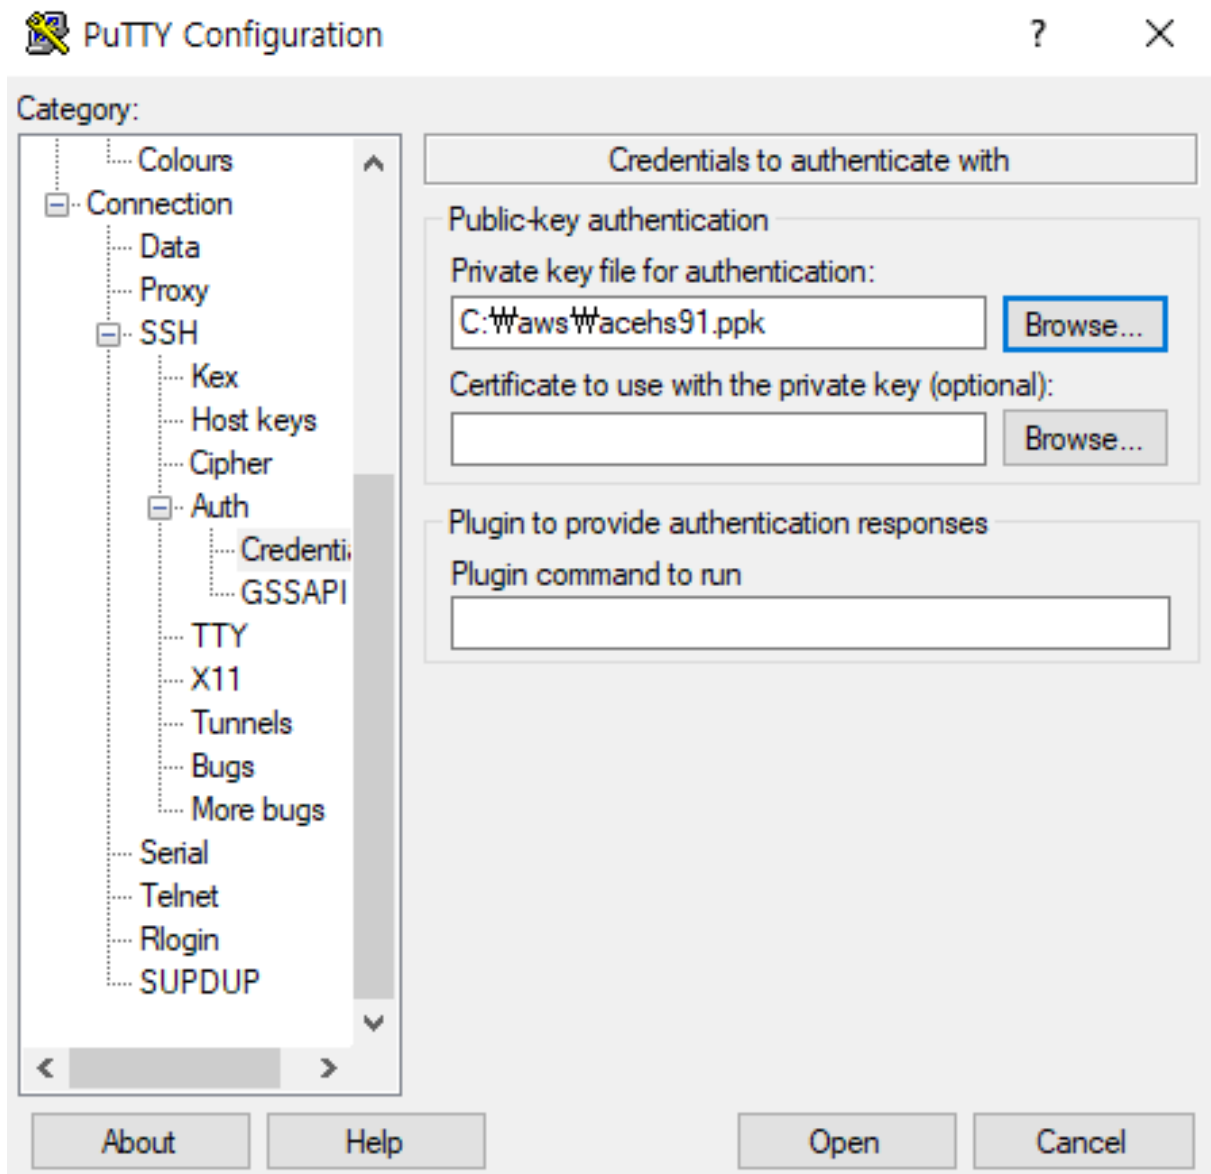 PuTTY Configuration
?
Category:
Colours
Connection
Data
Proxy
SSH
Kex
Host keys
Cipher
Auth
Credenti
GSSAPI
TTY
X11
Tunnels
Bugs
More bugs
Serial
Telnet
Rlogin
SUPDUP
Credentials to authenticate with
Public-key authentication
Private key file for authentication:
C:₩aws₩acehs91.ppk
Browse...
Certificate to use with the private key (optional):
Browse...
Plugin to provide authentication responses
Plugin command to run
About
Help
Open
Cancel